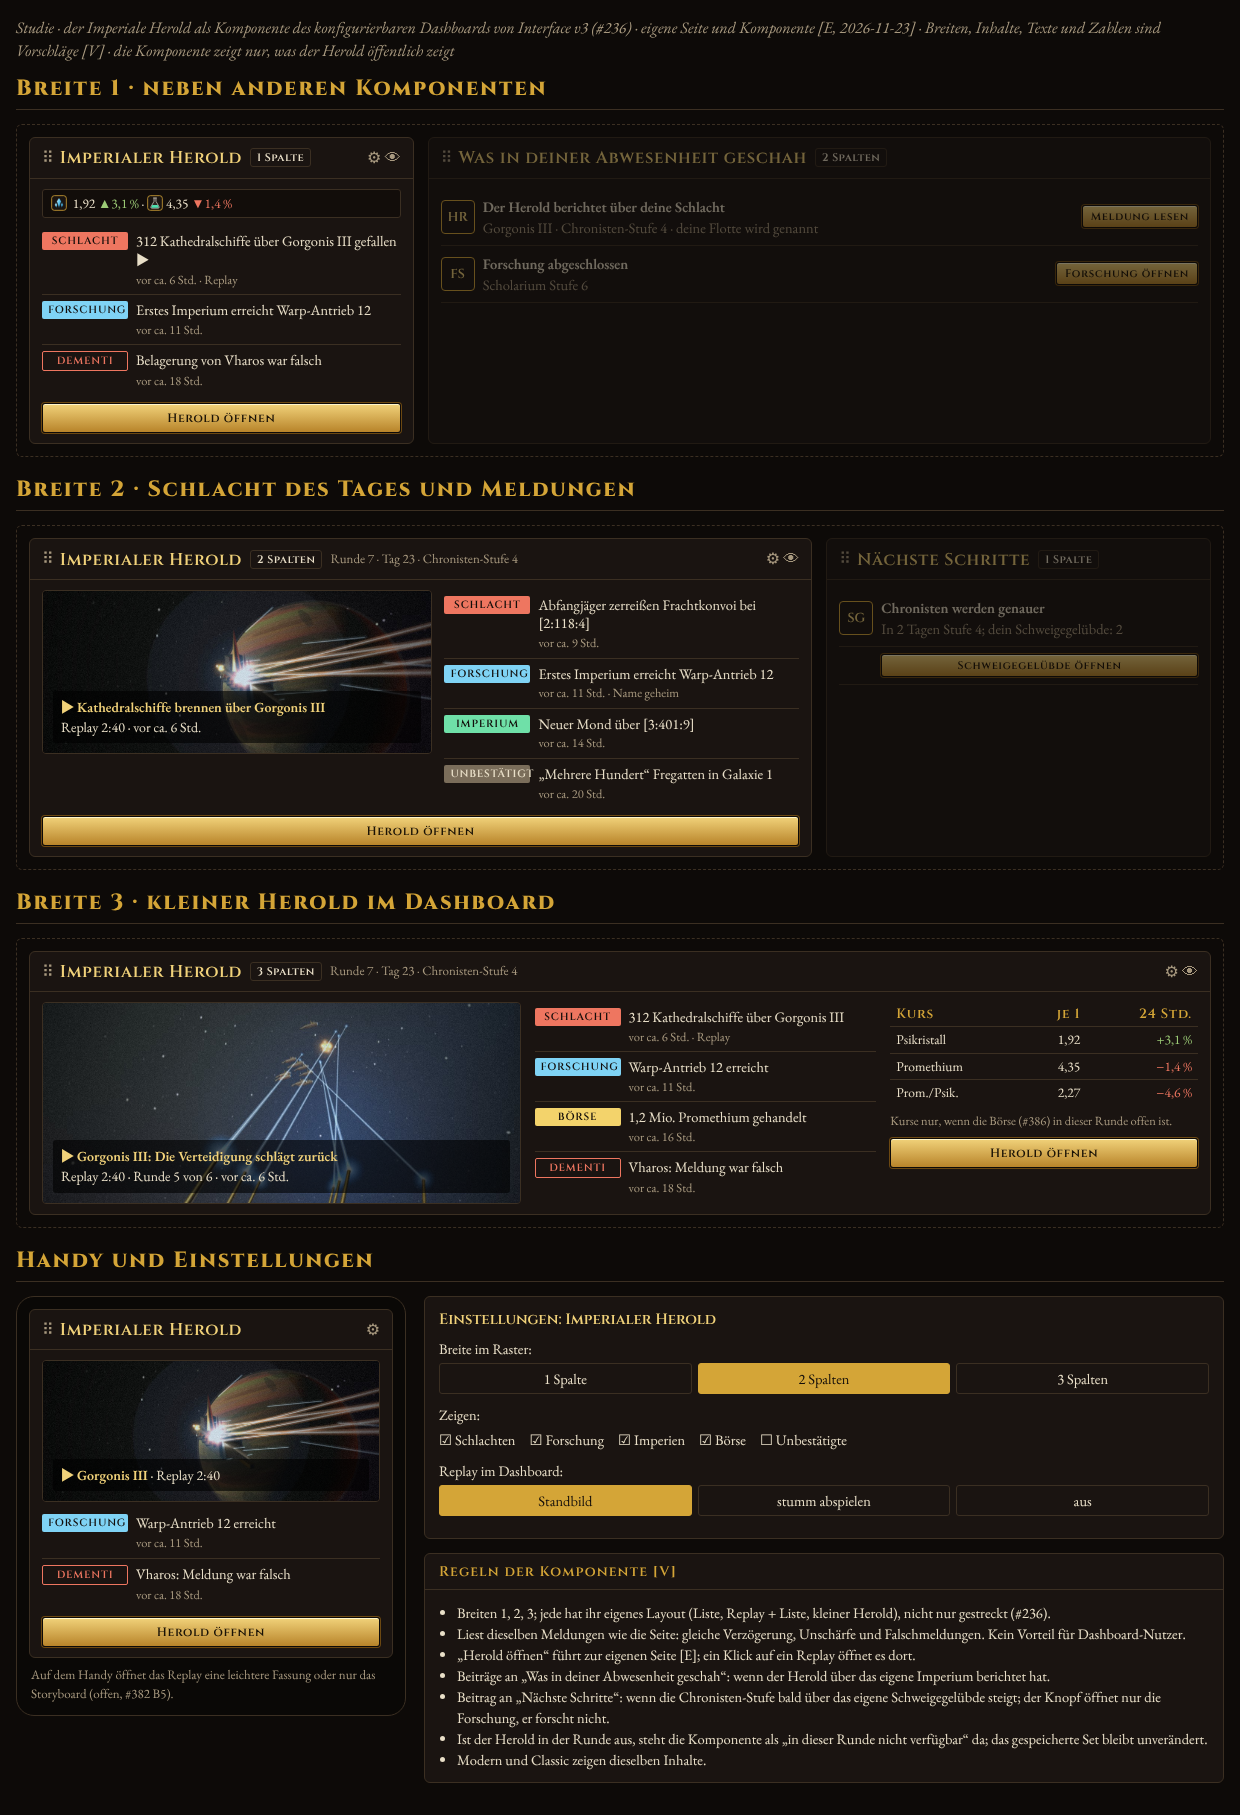 Studie · der Imperiale Herold als Komponente des konfigurierbaren Dashboards von Interface v3 (#236) · eigene Seite und Komponente [E, 2026-11-23] · Breiten, Inhalte, Texte und Zahlen sind
Vorschläge [V] · die Komponente zeigt nur, was der Herold öffentlich zeigt
Breite 1 · neben anderen Komponenten
Imperialer Herold 1 Spalte
1,92 ▲3,1 % · 4,35 ▼1,4 %
Schlacht 312 Kathedralschiffe über Gorgonis III gefallen
▶
vor ca. 6 Std. · Replay
Forschung Erstes Imperium erreicht Warp-Antrieb 12
vor ca. 11 Std.
Dementi Belagerung von Vharos war falsch
vor ca. 18 Std.
Herold öffnen
Was in deiner Abwesenheit geschah 2 Spalten
HR Der Herold berichtet über deine Schlacht
Gorgonis III · Chronisten-Stufe 4 · deine Flotte wird genannt
Meldung lesen
FS Forschung abgeschlossen
Scholarium Stufe 6
Forschung öffnen
Breite 2 · Schlacht des Tages und Meldungen
Imperialer Herold 2 Spalten Runde 7 · Tag 23 · Chronisten-Stufe 4
▶ Kathedralschiffe brennen über Gorgonis III
Replay 2:40 · vor ca. 6 Std.
Schlacht Abfangjäger zerreißen Frachtkonvoi bei
[2:118:4]
vor ca. 9 Std.
Forschung Erstes Imperium erreicht Warp-Antrieb 12
vor ca. 11 Std. · Name geheim
Imperium Neuer Mond über [3:401:9]
vor ca. 14 Std.
Unbestätigt „Mehrere Hundert“ Fregatten in Galaxie 1
vor ca. 20 Std.
Herold öffnen
Nächste Schritte 1 Spalte
SG Chronisten werden genauer
In 2 Tagen Stufe 4; dein Schweigegelübde: 2
Schweigegelübde öffnen
Breite 3 · kleiner Herold im Dashboard
Imperialer Herold 3 Spalten Runde 7 · Tag 23 · Chronisten-Stufe 4
▶ Gorgonis III: Die Verteidigung schlägt zurück
Replay 2:40 · Runde 5 von 6 · vor ca. 6 Std.
Schlacht 312 Kathedralschiffe über Gorgonis III
vor ca. 6 Std. · Replay
Forschung Warp-Antrieb 12 erreicht
vor ca. 11 Std.
Börse 1,2 Mio. Promethium gehandelt
vor ca. 16 Std.
Dementi Vharos: Meldung war falsch
vor ca. 18 Std.
Kurs je 1 24 Std.
Psikristall 1,92 +3,1 %
Promethium 4,35 −1,4 %
Prom./Psik. 2,27 −4,6 %
Kurse nur, wenn die Börse (#386) in dieser Runde offen ist.
Herold öffnen
Handy und Einstellungen
Imperialer Herold
▶ Gorgonis III · Replay 2:40
Forschung Warp-Antrieb 12 erreicht
vor ca. 11 Std.
Dementi Vharos: Meldung war falsch
vor ca. 18 Std.
Herold öffnen
Auf dem Handy öffnet das Replay eine leichtere Fassung oder nur das
Storyboard (offen, #382 B5).
Einstellungen: Imperialer Herold
Breite im Raster:
1 Spalte 2 Spalten 3 Spalten
Zeigen:
☑ Schlachten ☑ Forschung ☑ Imperien ☑ Börse ☐ Unbestätigte
Replay im Dashboard:
Standbild stumm abspielen aus
Regeln der Komponente [V]
• Breiten 1, 2, 3; jede hat ihr eigenes Layout (Liste, Replay + Liste, kleiner Herold), nicht nur gestreckt (#236).
• Liest dieselben Meldungen wie die Seite: gleiche Verzögerung, Unschärfe und Falschmeldungen. Kein Vorteil für Dashboard-Nutzer.
• „Herold öffnen“ führt zur eigenen Seite [E]; ein Klick auf ein Replay öffnet es dort.
• Beiträge an „Was in deiner Abwesenheit geschah“: wenn der Herold über das eigene Imperium berichtet hat.
• Beitrag an „Nächste Schritte“: wenn die Chronisten-Stufe bald über das eigene Schweigegelübde steigt; der Knopf öffnet nur die
Forschung, er forscht nicht.
• Ist der Herold in der Runde aus, steht die Komponente als „in dieser Runde nicht verfügbar“ da; das gespeicherte Set bleibt unverändert.
• Modern und Classic zeigen dieselben Inhalte.